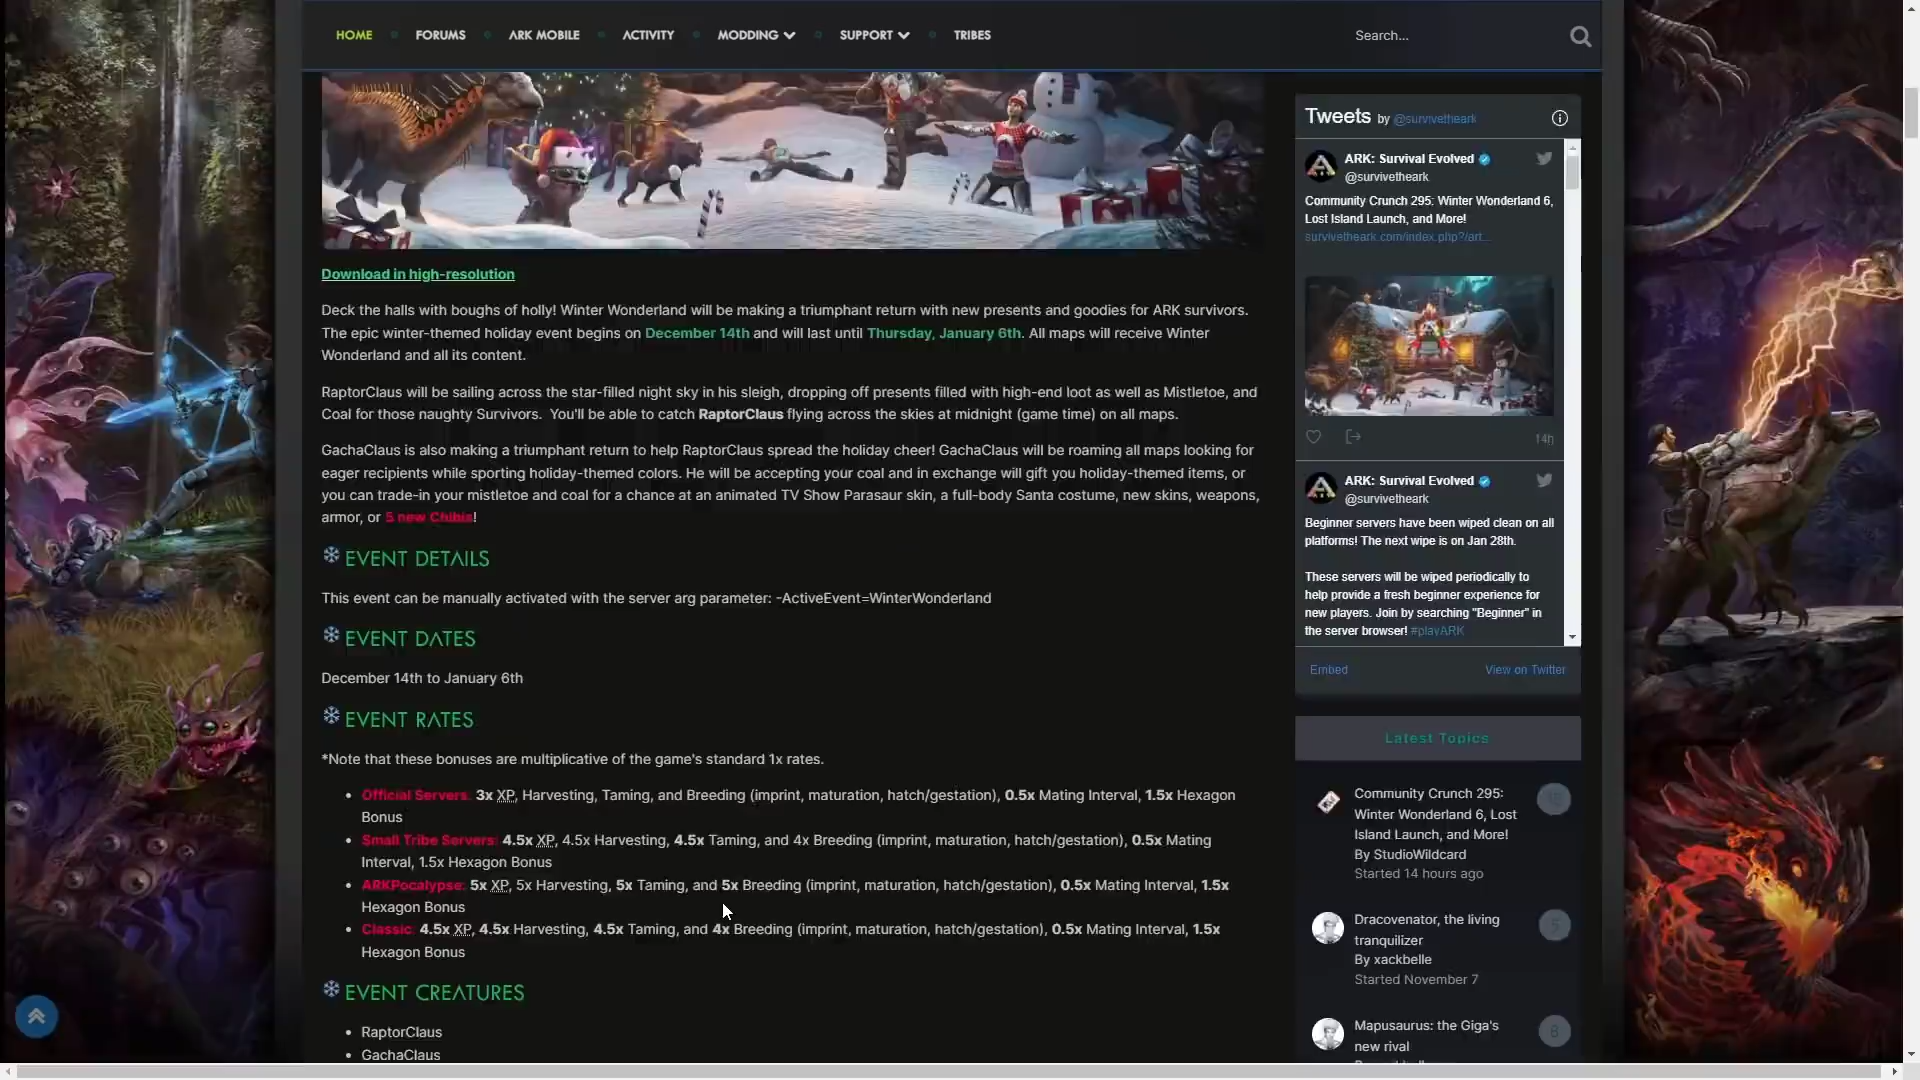 HOME
FORUMS
ARK MOBILE
ACTIVITY
MODDING
SUPPORT
TRIBES
Search...
Download in high-resolution
Deck the halls with boughs of holly! Winter Wonderland will be making a triumphant return with new presents and goodies for ARK survivors.
The epic winter-themed holiday event begins on December 14th and will last until Thursday, January 6th. All maps will receive Winter
Wonderland and all its content.
RaptorClaus will be sailing across the star-filled night sky in his sleigh, dropping off presents filled with high-end loot as well as Mistletoe, and
Coal for those naughty Survivors. You'll be able to catch RaptorClaus flying across the skies at midnight (game time) on all maps.
GachaClaus is also making a triumphant return to help RaptorClaus spread the holiday cheer! GachaClaus will be roaming all maps looking for
eager recipients while sporting holiday-themed colors. He will be accepting your coal and in exchange will gift you holiday-themed items, or
you can trade-in your mistletoe and coal for a chance at an animated TV Show Parasaur skin, a full-body Santa costume, new skins, weapons,
armor, or 5 new Chibis!
EVENT DETAILS
This event can be manually activated with the server arg parameter: -ActiveEvent=WinterWonderland
EVENT DATES
December 14th to January 6th
EVENT RATES
*Note that these bonuses are multiplicative of the game's standard 1x rates.
• Official Servers: 3x XP, Harvesting, Taming, and Breeding (imprint, maturation, hatch/gestation), 0.5x Mating Interval, 1.5x Hexagon
Bonus
• Small Tribe Servers: 4.5x XP, 4.5x Harvesting, 4.5x Taming, and 4x Breeding (imprint, maturation, hatch/gestation), 0.5x Mating
Interval, 1.5x Hexagon Bonus
• ARKPocalypse: 5x XP, 5x Harvesting, 5x Taming, and 5x Breeding (imprint, maturation, hatch/gestation), 0.5x Mating Interval, 1.5x
Hexagon Bonus
• Classic: 4.5x XP, 4.5x Harvesting, 4.5x Taming, and 4x Breeding (imprint, maturation, hatch/gestation), 0.5x Mating Interval, 1.5x
Hexagon Bonus
EVENT CREATURES
• RaptorClaus
• GachaClaus
Tweets by @survivetheark
ARK: Survival Evolved
@survivetheark
Community Crunch 295: Winter Wonderland 6,
Lost Island Launch, and More!
survivetheark.com/index.php?/art...
14h
ARK: Survival Evolved
@survivetheark
Beginner servers have been wiped clean on all
platforms! The next wipe is on Jan 28th.
These servers will be wiped periodically to
help provide a fresh beginner experience for
new players. Join by searching "Beginner" in
the server browser! #playARK
Embed
View on Twitter
Latest Topics
Community Crunch 295:
Winter Wonderland 6, Lost
Island Launch, and More!
By StudioWildcard
Started 14 hours ago
Dracovenator, the living
tranquilizer
By xackbelle
Started November 7
5
Mapusaurus: the Giga's
new rival
8